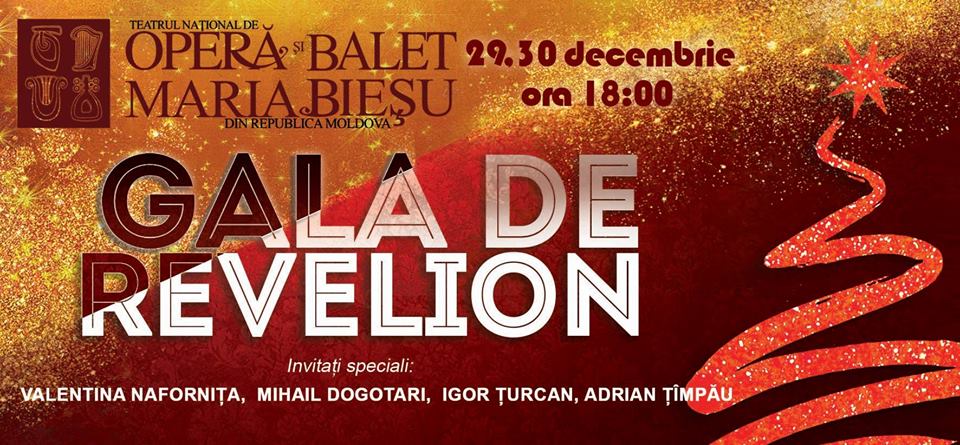 TEATRUL NAȚIONAL DE
OPERĂ ȘI BALET
MARIA BIEȘU
DIN REPUBLICA MOLDOVA
29.30 decembrie
ora 18:00
GALA DE
REVELION
Invitați speciali:
VALENTINA NAFORNIȚA, MIHAIL DOGOTARI, IGOR ȚURCAN, ADRIAN ȚÎMPĂU